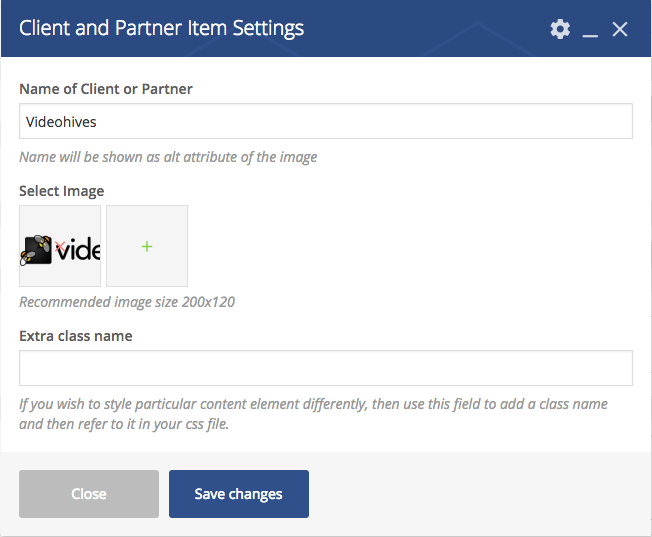 Client and Partner Item Settings
Name of Client or Partner
Videohives
Name will be shown as alt attribute of the image
Select Image
vide
+
Recommended image size 200x120
Extra class name
If you wish to style particular content element differently, then use this field to add a class name
and then refer to it in your css file.
Close
Save changes